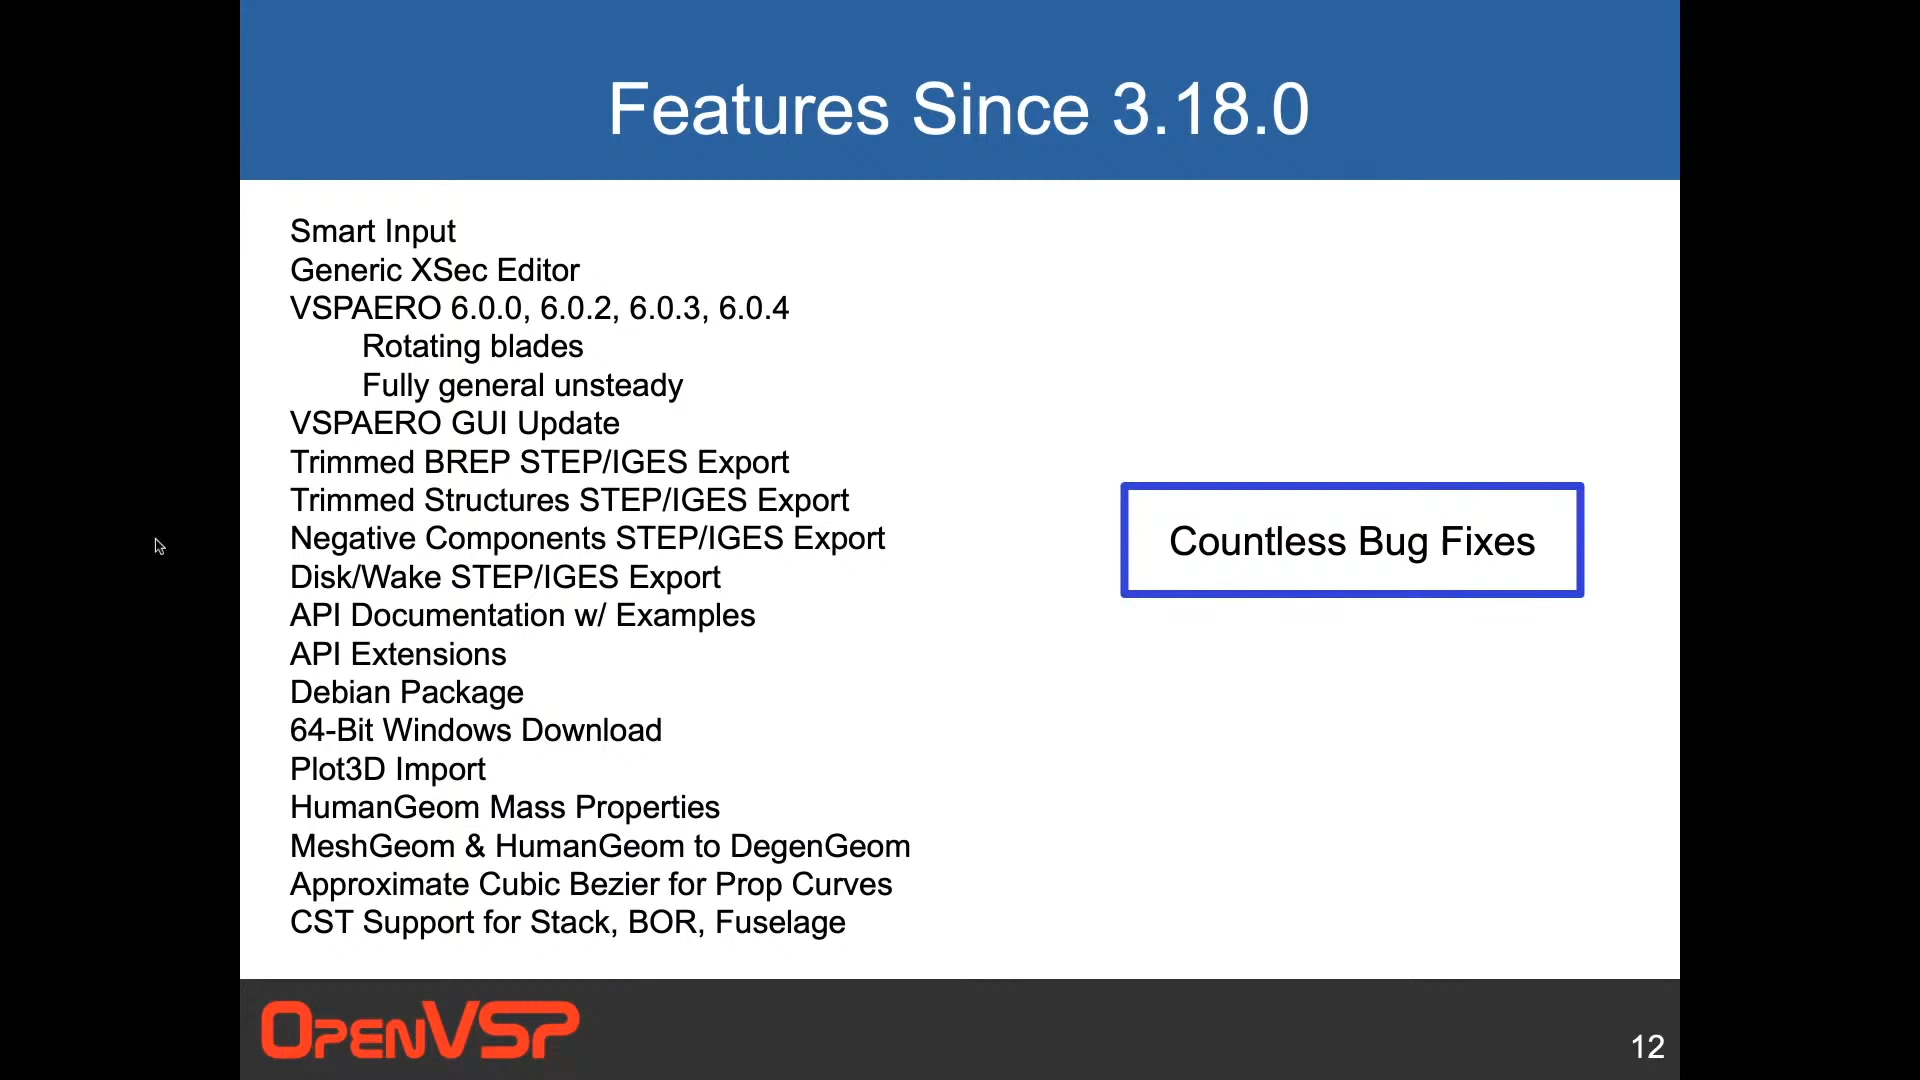 Features Since 3.18.0
Smart Input
Generic XSec Editor
VSPAERO 6.0.0, 6.0.2, 6.0.3, 6.0.4
Rotating blades
Fully general unsteady
VSPAERO GUI Update
Trimmed BREP STEP/IGES Export
Trimmed Structures STEP/IGES Export
Negative Components STEP/IGES Export
Disk/Wake STEP/IGES Export
API Documentation w/ Examples
API Extensions
Debian Package
64-Bit Windows Download
Plot3D Import
HumanGeom Mass Properties
MeshGeom & HumanGeom to DegenGeom
Approximate Cubic Bezier for Prop Curves
CST Support for Stack, BOR, Fuselage
Countless Bug Fixes
OpenVSP
12